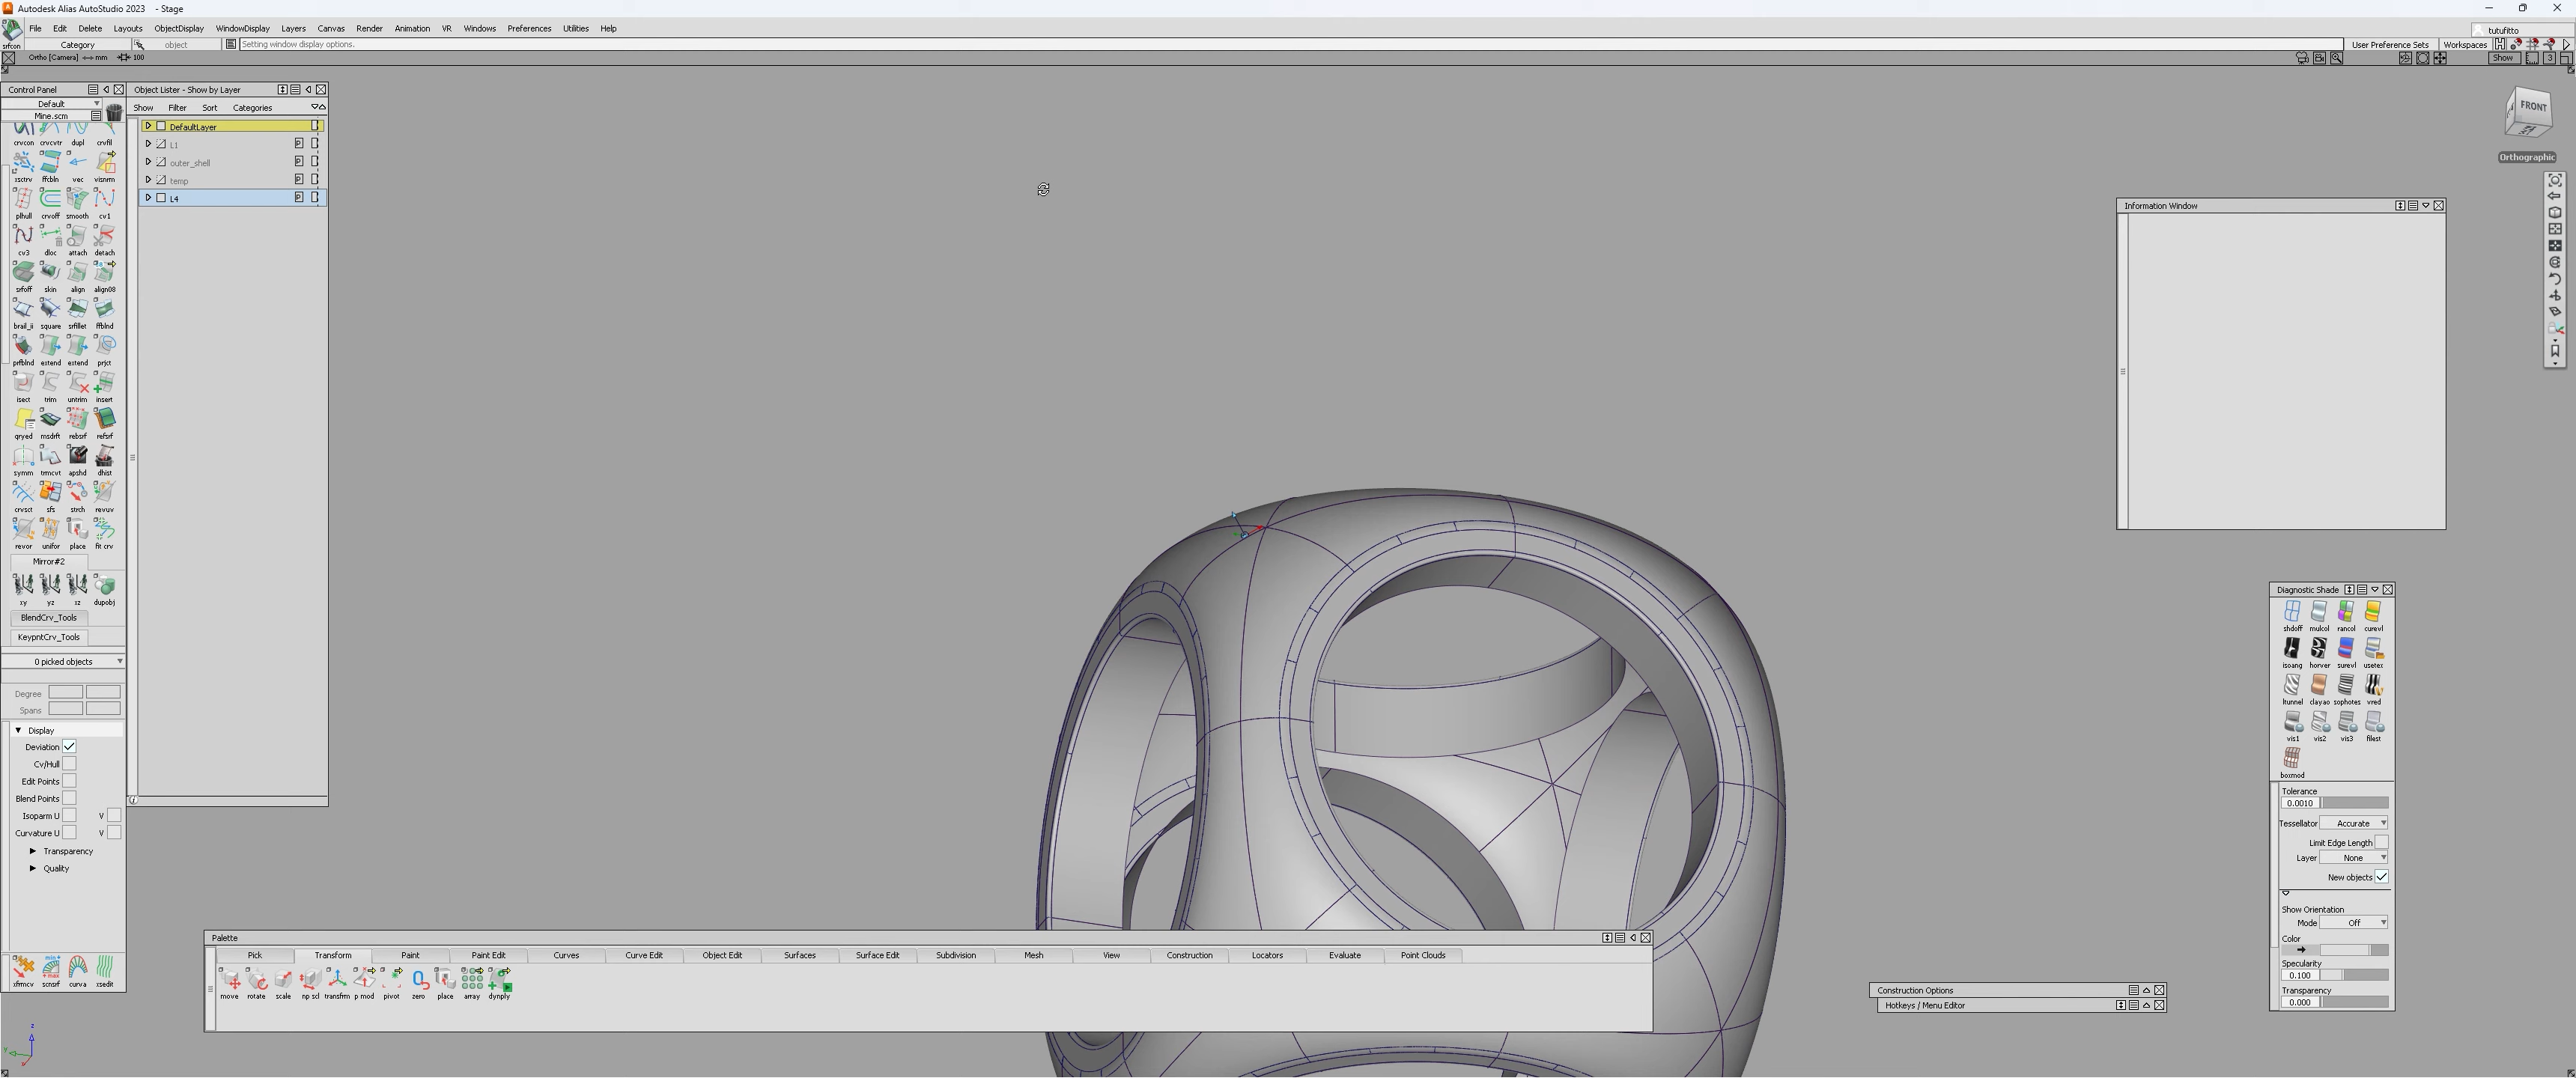 Autodesk Alias AutoStudio 2023 - Stage
File Edit Delete Layouts ObjectDisplay WindowDisplay Layers Canvas Render Animation VR Windows Preferences Utilities Help
tutufitto
srfcon Category object Setting window display options. User Preference Sets Workspaces
Ortho [Camera] mm 100 Show 3
Control Panel
Default
Mine.scm
crvcon crvcvtr dupl crvfil
xsctrv ffcbln vec visnrm
plhull crvoff smooth cv1
cv3 dloc attach detach
srfoff skin align align08
brail_ii square srfillet ffblnd
prfblnd extend extend prjct
isect trim untrim insert
qryed msdrft rebsrf refsrf
symm trmcvt apshd dhist
crvsct sfs strch revuv
revor unifor place fit crv
Mirror#2
xy yz xz dupobj
BlendCrv_Tools
KeypntCrv_Tools
0 picked objects
Degree
Spans
Display
Deviation
Cv/Hull
Edit Points
Blend Points
Isoparm U V
Curvature U V
Transparency
Quality
xfrmcv scnsrf curva xsedit
Object Lister - Show by Layer
Show Filter Sort Categories
DefaultLayer
L1
outer_shell
temp
L4
FRONT
Orthographic
Information Window
Diagnostic Shade
shdoff mulcol rancol curevl
isoang horver surevl usetex
ltunnel clayao sophotes vred
vis1 vis2 vis3 filest
boxmod
Tolerance
0.0010
Tessellator Accurate
Limit Edge Length
Layer None
New objects
Show Orientation
Mode Off
Color
Specularity
0.100
Transparency
0.000
Palette
Pick Transform Paint Paint Edit Curves Curve Edit Object Edit Surfaces Surface Edit Subdivision Mesh View Construction Locators Evaluate Point Clouds
move rotate scale np scl transfrm p mod pivot zero place array dynply
Construction Options
Hotkeys / Menu Editor
z
Y